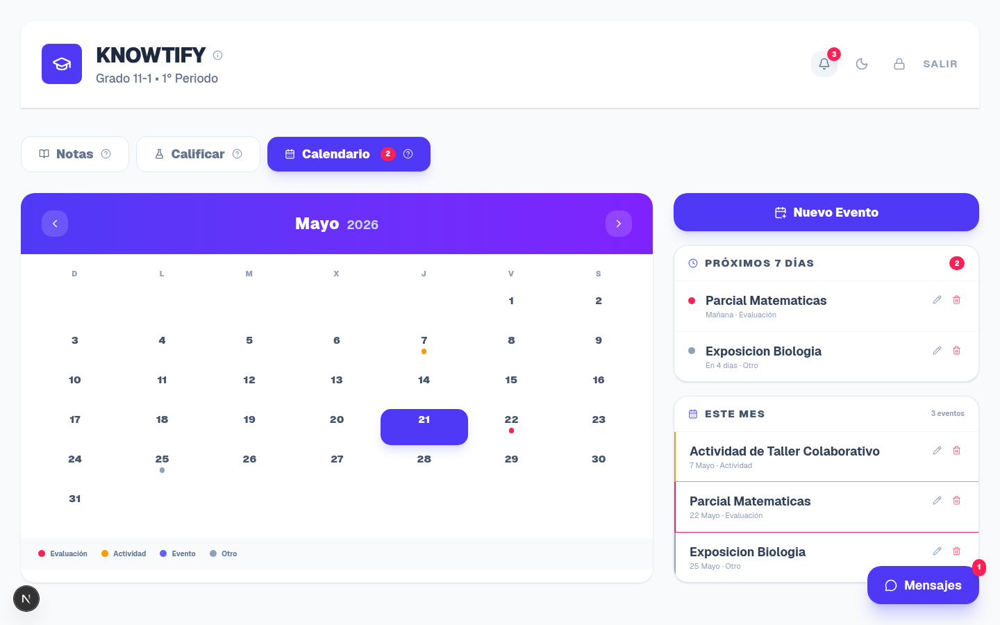 KNOWTIFY
Grado 11-1 • 1° Periodo
3
SALIR
Notas
Calificar
Calendario 2
Mayo 2026
D L M X J V S
1 2
3 4 5 6 7 8 9
10 11 12 13 14 15 16
17 18 19 20 21 22 23
24 25 26 27 28 29 30
31
Evaluación Actividad Evento Otro
Nuevo Evento
PRÓXIMOS 7 DÍAS 2
Parcial Matematicas
Mañana · Evaluación
Exposicion Biologia
En 4 días · Otro
ESTE MES 3 eventos
Actividad de Taller Colaborativo
7 Mayo · Actividad
Parcial Matematicas
22 Mayo · Evaluación
Exposicion Biologia
25 Mayo · Otro
Mensajes 1
N